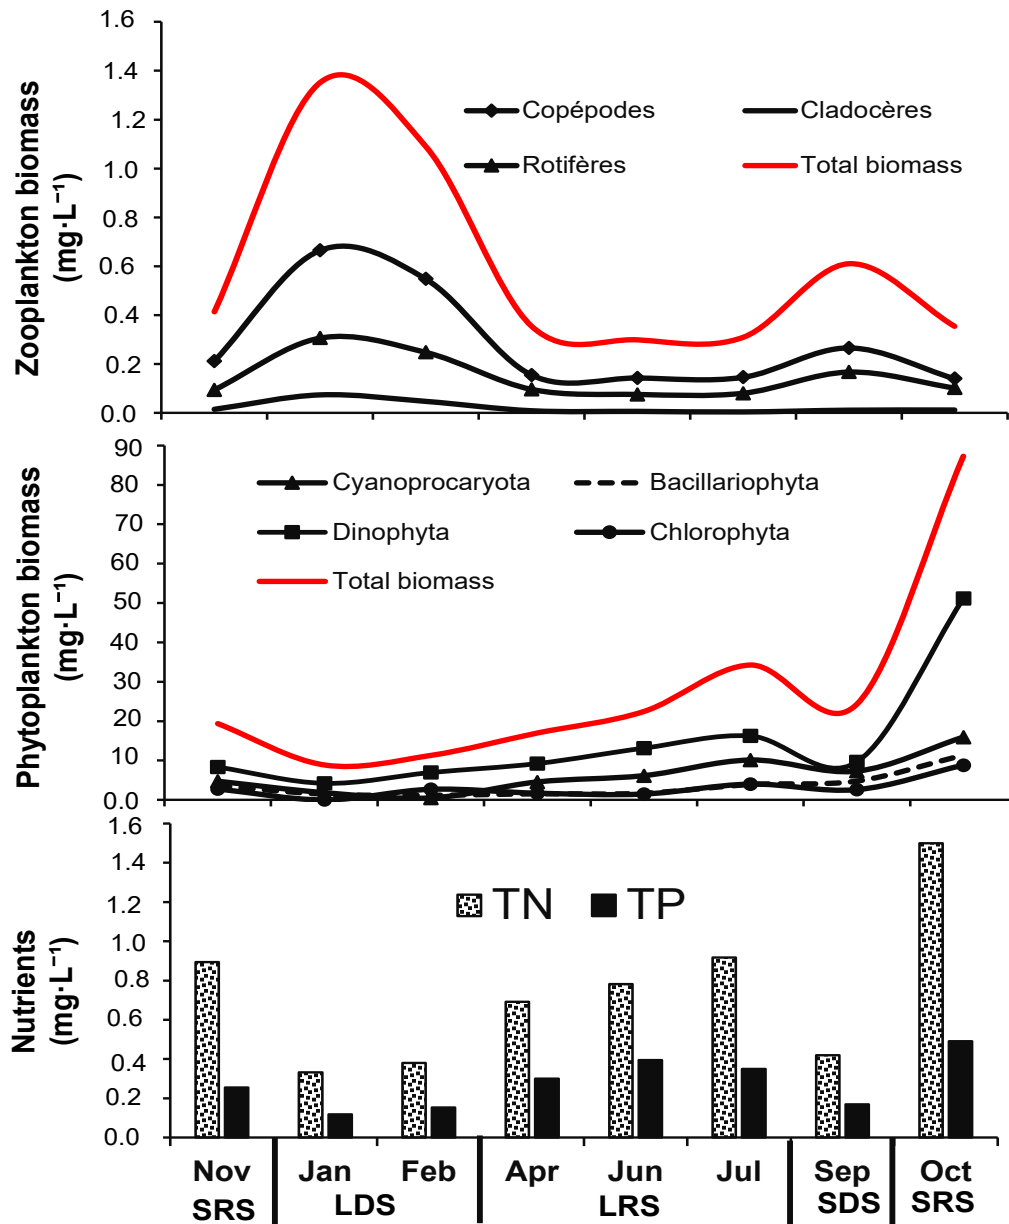 Zooplankton biomass
(mg·L⁻¹)
1.6
1.4
1.2
1.0
0.8
0.6
0.4
0.2
0.0
Copépodes
Cladocères
Rotifères
Total biomass
Phytoplankton biomass
(mg·L⁻¹)
90
80
70
60
50
40
30
20
10
0.0
Cyanoprocaryota
Bacillariophyta
Dinophyta
Chlorophyta
Total biomass
Nutrients
(mg·L⁻¹)
1.6
1.4
1.2
1.0
0.8
0.6
0.4
0.2
0.0
TN
TP
Nov Jan Feb Apr Jun Jul Sep Oct
SRS LDS LRS SDS SRS